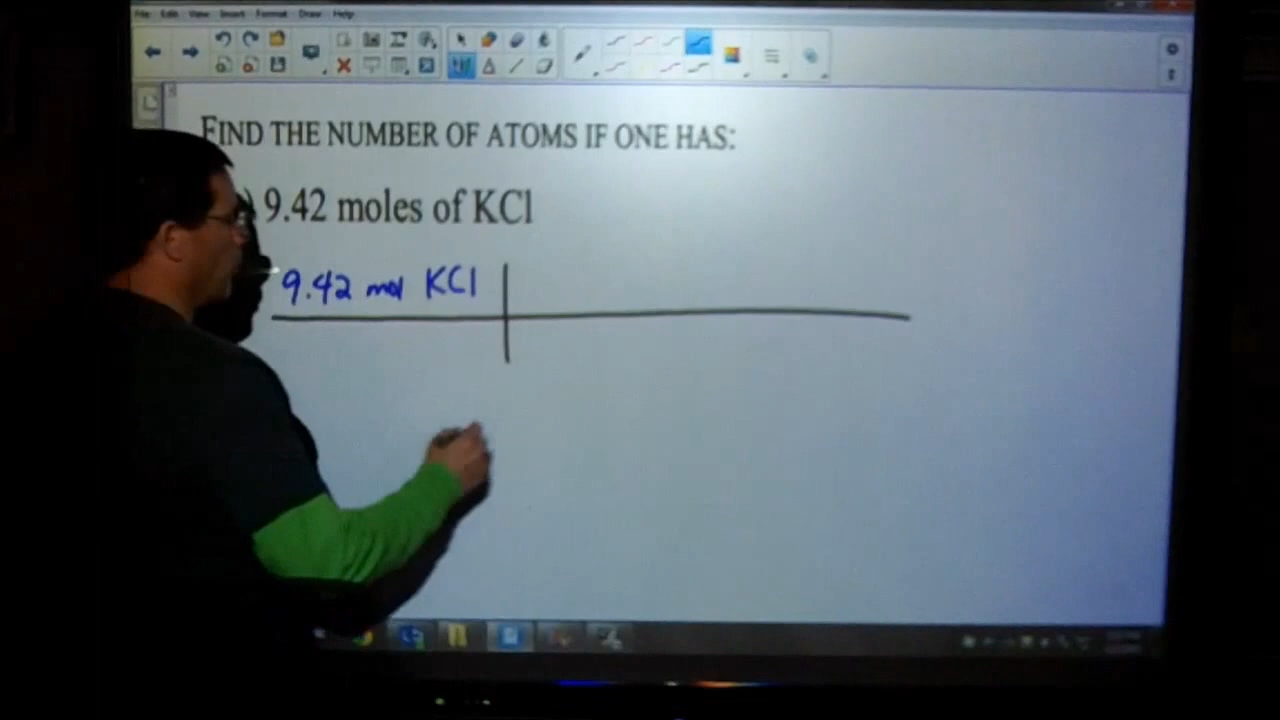 File Edit View Insert Format Draw Help
FIND THE NUMBER OF ATOMS IF ONE HAS:
) 9.42 moles of KCl
9.42 mol KCl